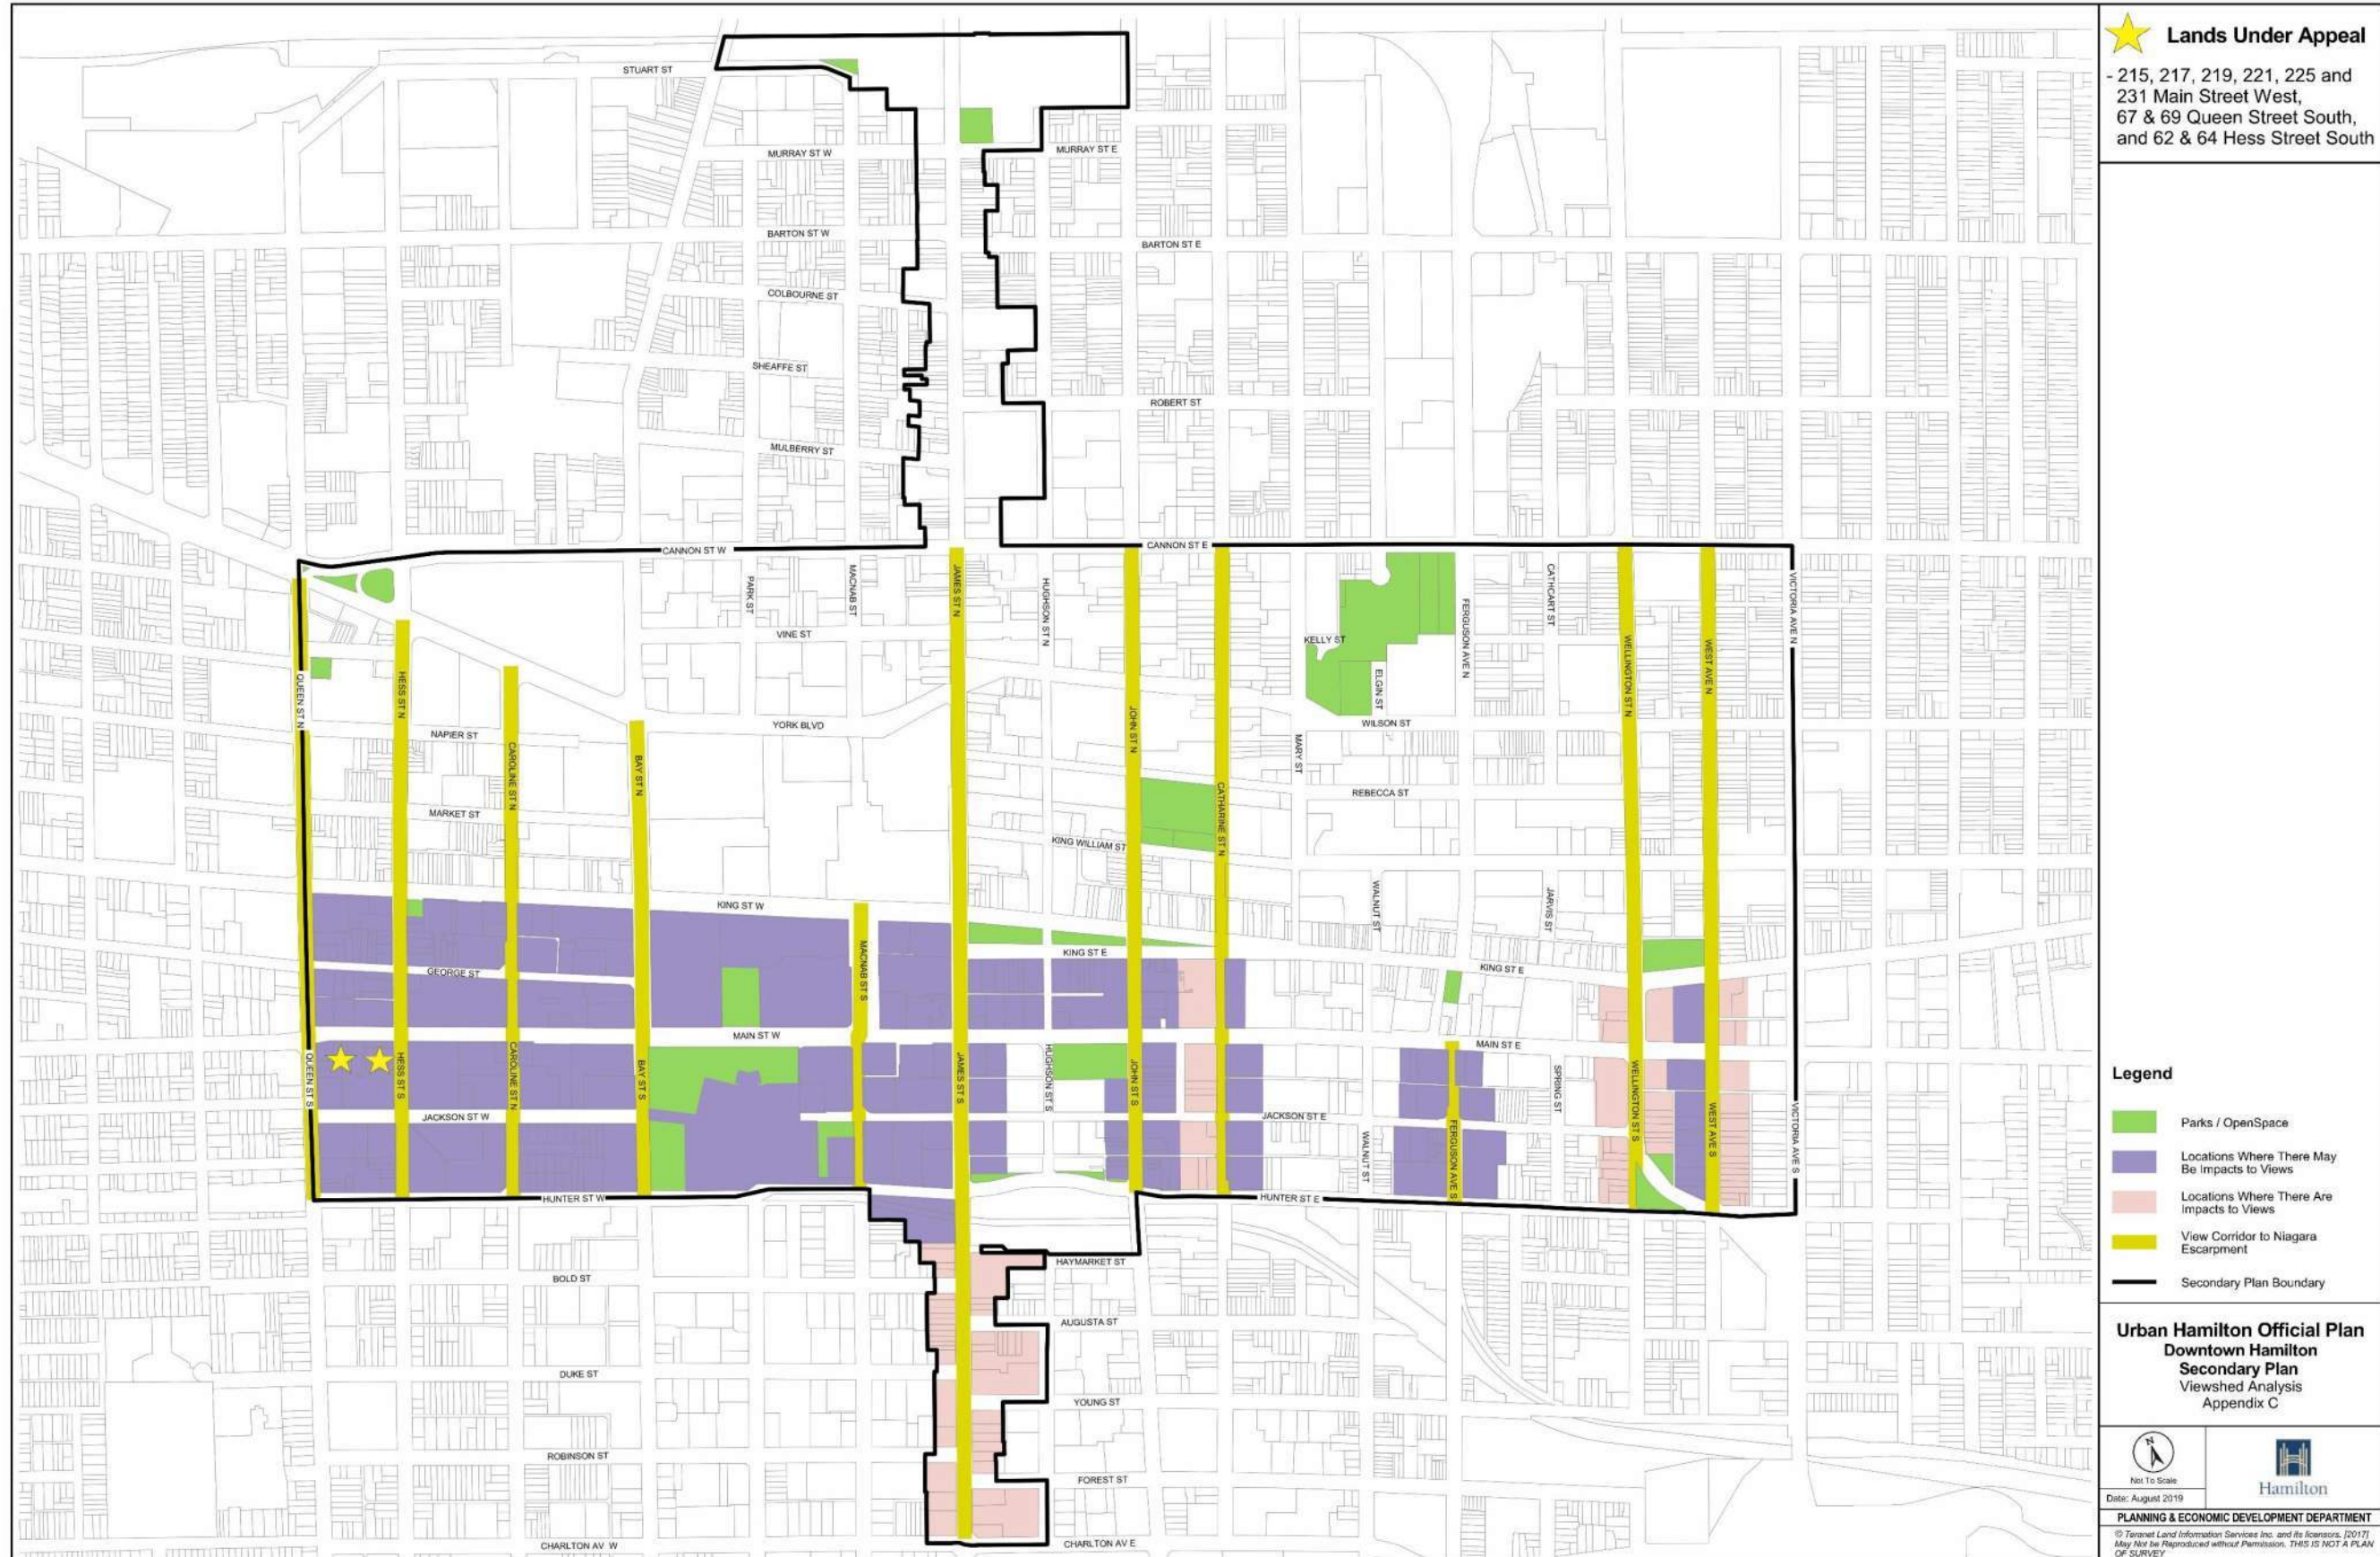 Lands Under Appeal
- 215, 217, 219, 221, 225 and
231 Main Street West,
67 & 69 Queen Street South,
and 62 & 64 Hess Street South
STUART ST
MURRAY ST W
MURRAY ST E
BARTON ST W
BARTON ST E
COLBOURNE ST
SHEAFFE ST
ROBERT ST
MULBERRY ST
CANNON ST W
CANNON ST E
PARK ST
MACNAB ST
JAMES ST N
HUGHSON ST N
CATHCART ST
FERGUSON AVE N
VICTORIA AVE N
VINE ST
KELLY ST
ELGIN ST
WELLINGTON ST N
WEST AVE N
QUEEN ST N
HESS ST N
JOHN ST N
YORK BLVD
WILSON ST
NAPIER ST
CAROLINE ST N
BAY ST N
MARY ST
CATHARINE ST N
REBECCA ST
MARKET ST
KING WILLIAM ST
WALNUT ST
JARVIS ST
KING ST W
MACNAB ST S
KING ST E
KING ST E
GEORGE ST
MAIN ST W
MAIN ST E
QUEEN ST S
HESS ST S
CAROLINE ST N
BAY ST S
JAMES ST S
HUGHSON ST S
JOHN ST S
SPRING ST
WELLINGTON ST S
WEST AVE S
VICTORIA AVE S
JACKSON ST W
JACKSON ST E
WALNUT ST
FERGUSON AVE S
HUNTER ST W
HUNTER ST E
HAYMARKET ST
BOLD ST
AUGUSTA ST
DUKE ST
YOUNG ST
ROBINSON ST
FOREST ST
CHARLTON AV W
CHARLTON AV E
Legend
Parks / OpenSpace
Locations Where There May
Be Impacts to Views
Locations Where There Are
Impacts to Views
View Corridor to Niagara
Escarpment
Secondary Plan Boundary
Urban Hamilton Official Plan
Downtown Hamilton
Secondary Plan
Viewshed Analysis
Appendix C
N
Not To Scale
Hamilton
Date: August 2019
PLANNING & ECONOMIC DEVELOPMENT DEPARTMENT
© Teranet Land Information Services Inc. and its licensors. [2017]
May Not be Reproduced without Permission. THIS IS NOT A PLAN
OF SURVEY